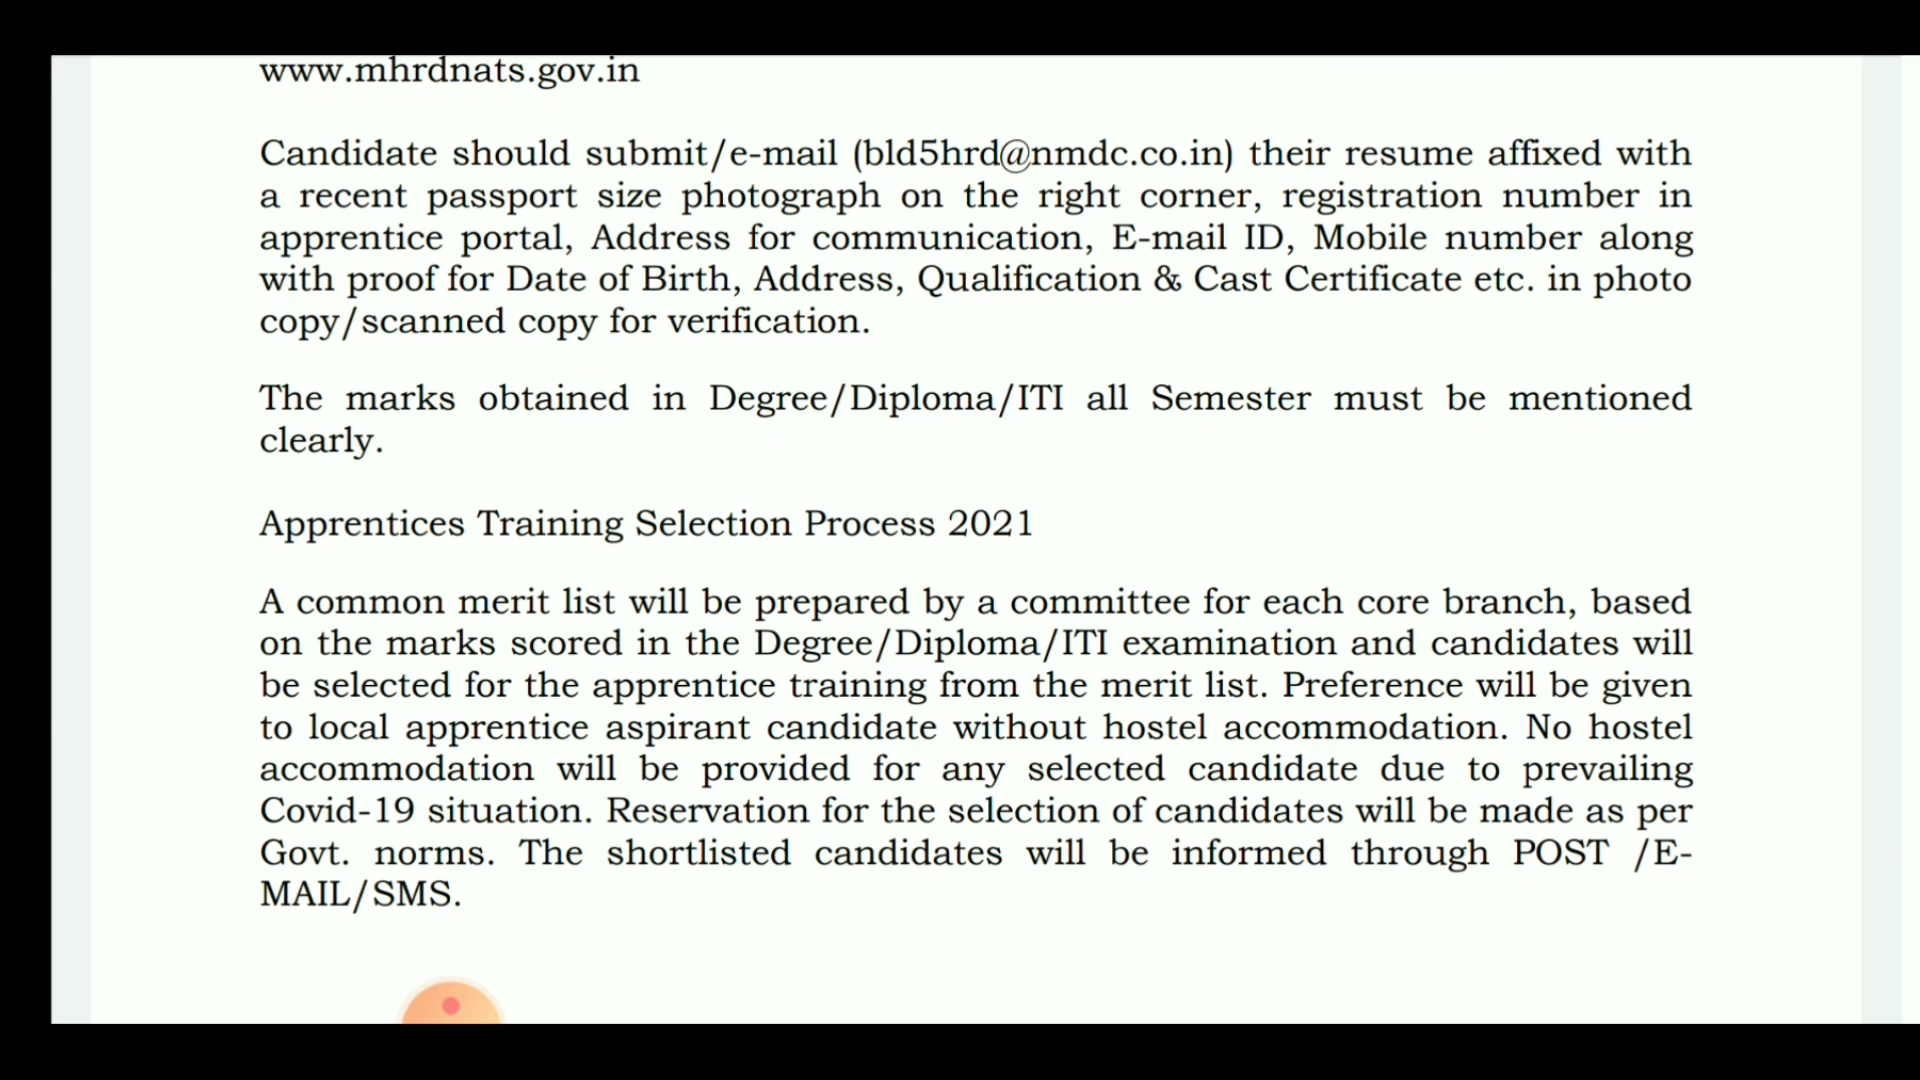 www.mhrdnats.gov.in
Candidate should submit/e-mail (bld5hrd@nmdc.co.in) their resume affixed with
a recent passport size photograph on the right corner, registration number in
apprentice portal, Address for communication, E-mail ID, Mobile number along
with proof for Date of Birth, Address, Qualification & Cast Certificate etc. in photo
copy/scanned copy for verification.
The marks obtained in Degree/Diploma/ITI all Semester must be mentioned
clearly.
Apprentices Training Selection Process 2021
A common merit list will be prepared by a committee for each core branch, based
on the marks scored in the Degree/Diploma/ITI examination and candidates will
be selected for the apprentice training from the merit list. Preference will be given
to local apprentice aspirant candidate without hostel accommodation. No hostel
accommodation will be provided for any selected candidate due to prevailing
Covid-19 situation. Reservation for the selection of candidates will be made as per
Govt. norms. The shortlisted candidates will be informed through POST /E-
MAIL/SMS.